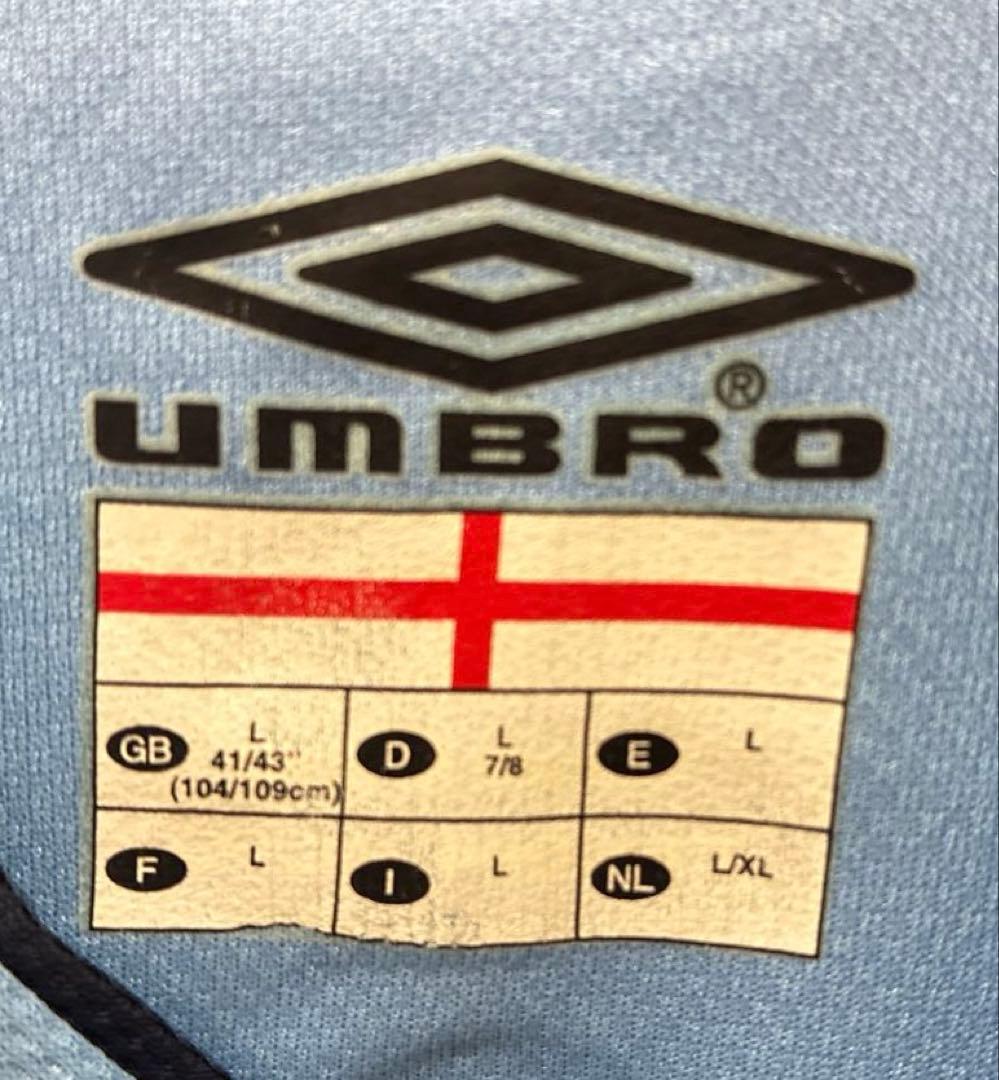 UMBRO®
GB L
41/43"
(104/109cm)
D L
7/8
E L
F L
I L
NL L/XL